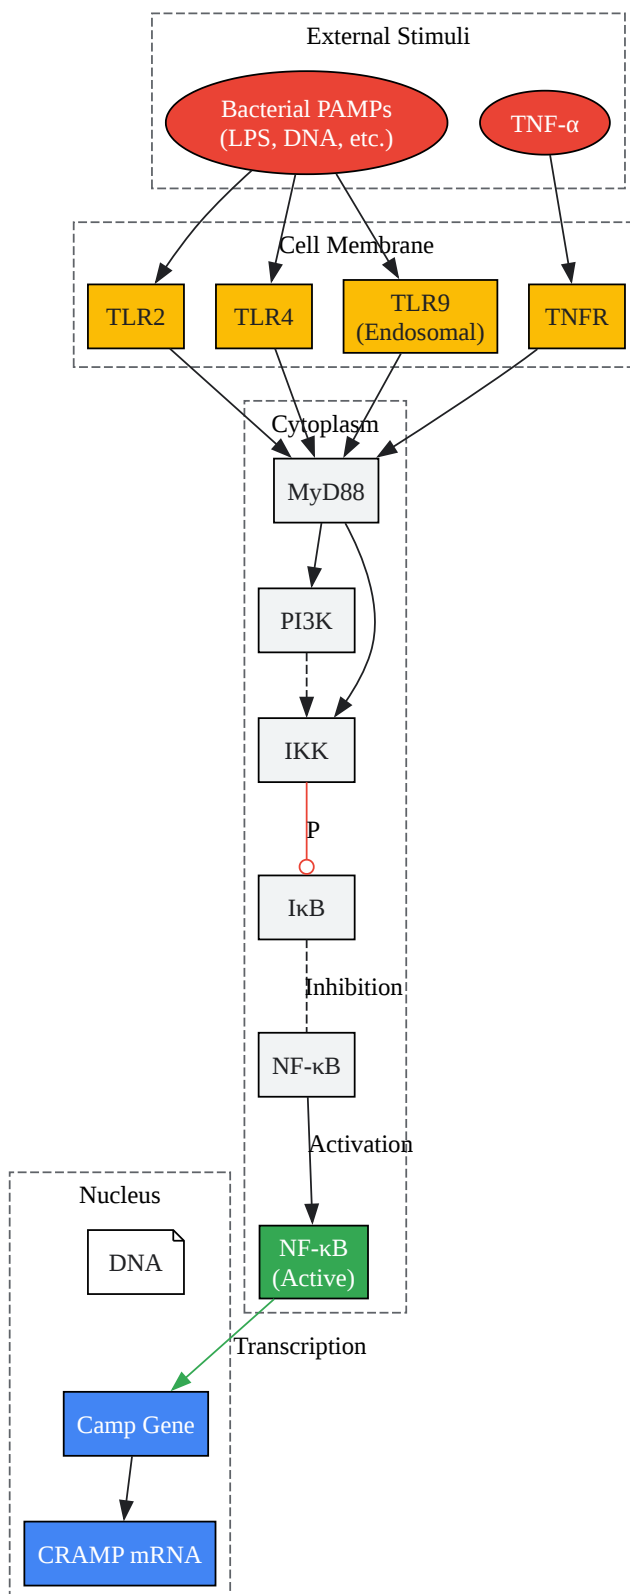 External Stimuli
Bacterial PAMPs
(LPS, DNA, etc.)
TNF-α
Cell Membrane
TLR2
TLR4
TLR9
(Endosomal)
TNFR
Cytoplasm
MyD88
PI3K
IKK
P
IκB
Inhibition
NF-κB
Activation
Nucleus
DNA
NF-κB
(Active)
Transcription
Camp Gene
CRAMP mRNA